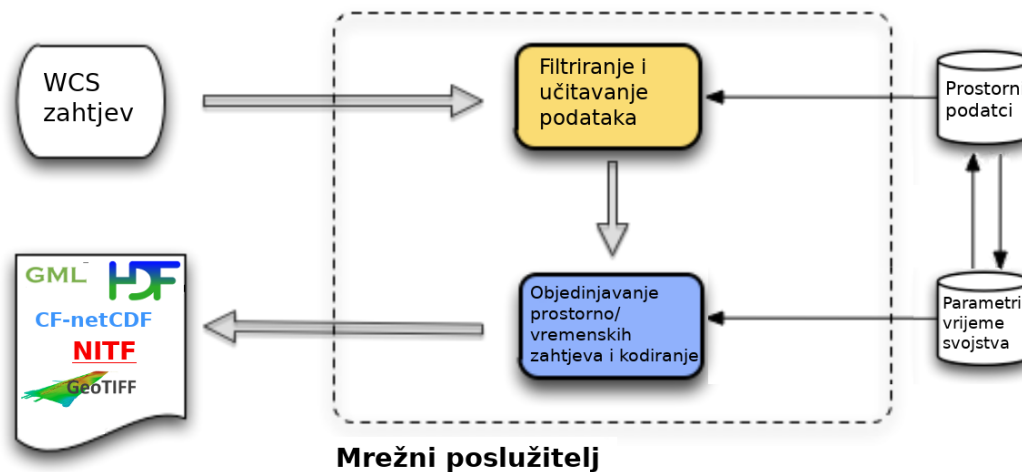 WCS
zahtjev
Filtriranje i
učitavanje
podataka
Prostorn
podatci
GML
HDF
CF-netCDF
NITF
GeoTIFF
Objedinjavanje
prostorno/
vremenskih
zahtjeva i kodiranje
Parametri
vrijeme
svojstva
Mrežni poslužitelj